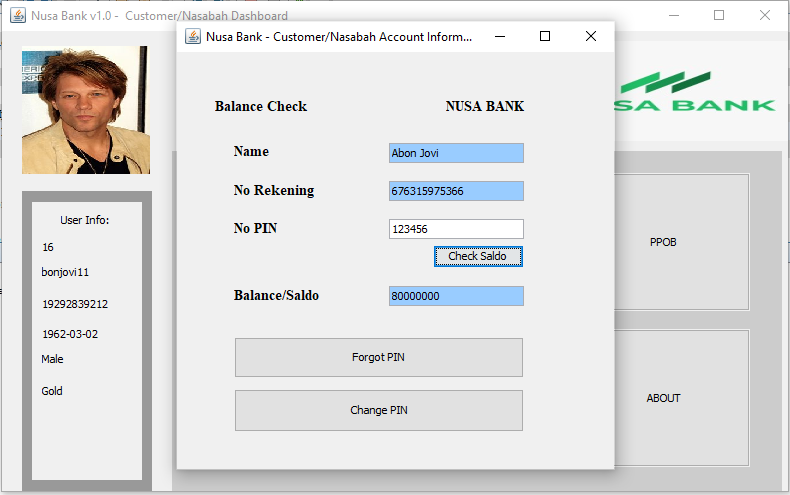 Nusa Bank v1.0 - Customer/Nasabah Dashboard
Nusa Bank - Customer/Nasabah Account Inform...
Balance Check
NUSA BANK
Name
Abon Jovi
No Rekening
676315975366
No PIN
123456
Check Saldo
Balance/Saldo
80000000
Forgot PIN
Change PIN
User Info:
16
bonjovi11
19292839212
1962-03-02
Male
Gold
SA BANK
PPOB
ABOUT